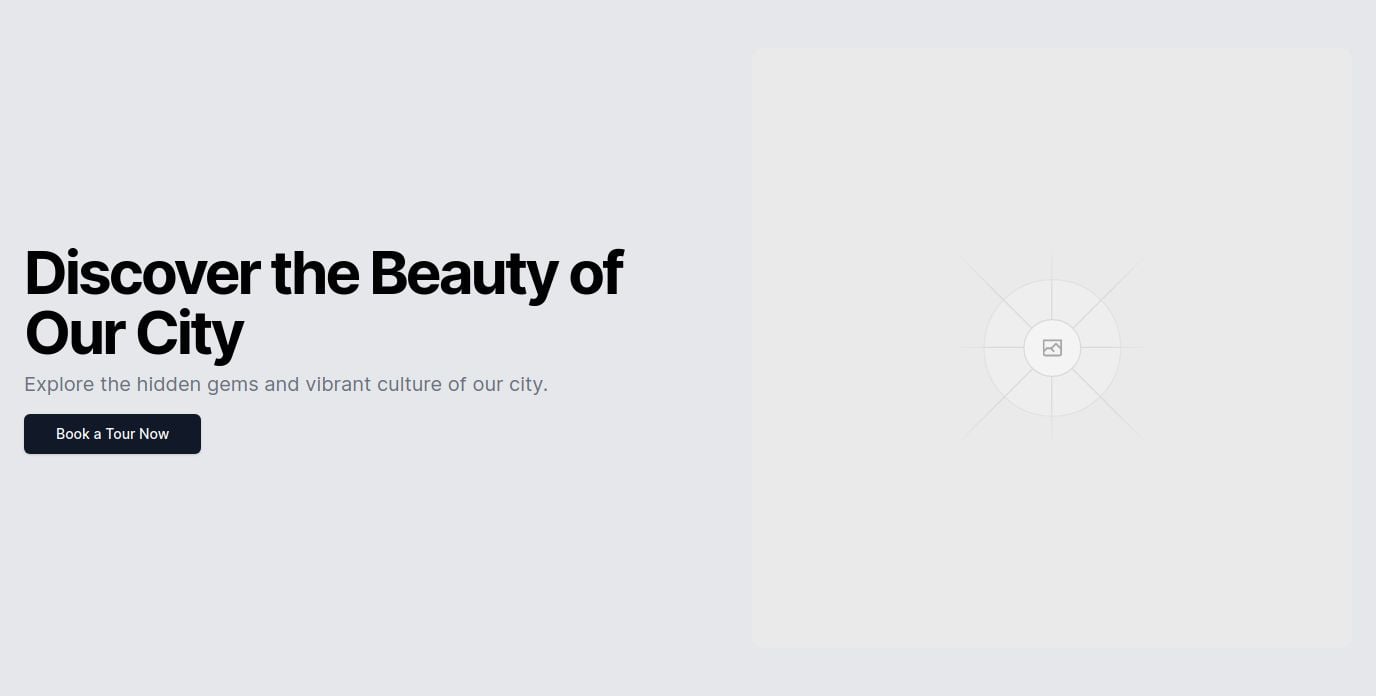 Discover the Beauty of
Our City
Explore the hidden gems and vibrant culture of our city.
Book a Tour Now